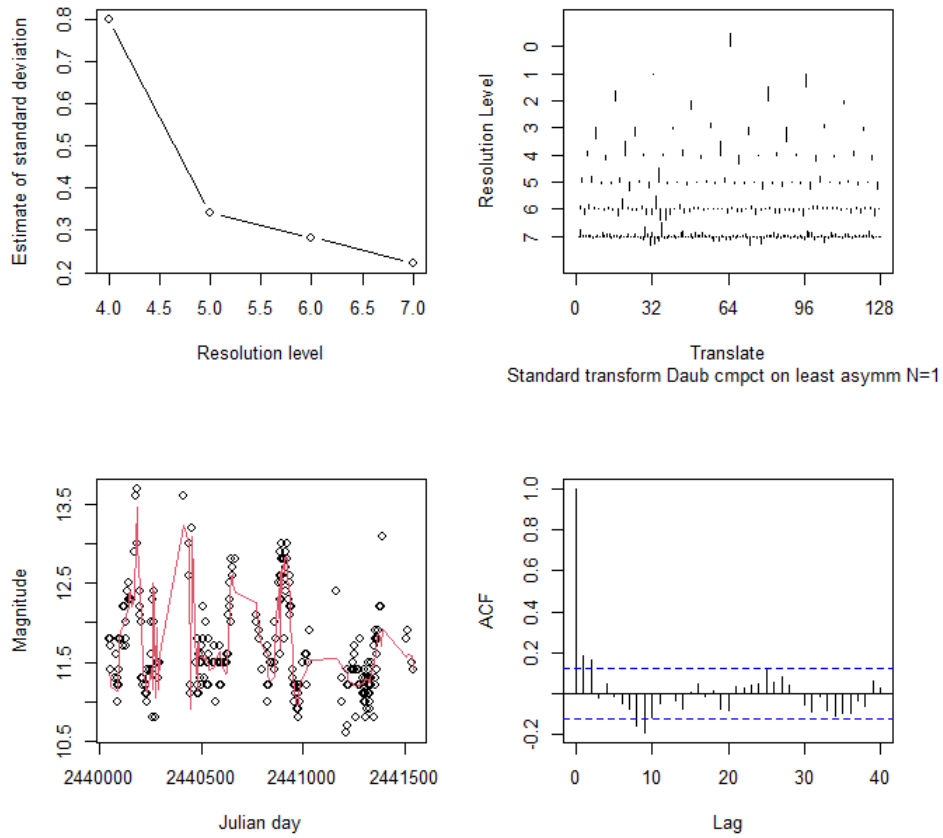 Estimate of standard deviation
0.8
0.7
0.6
0.5
0.4
0.3
0.2
4.0 4.5 5.0 5.5 6.0 6.5 7.0
Resolution level
Resolution Level
0
1
2
3
4
5
6
7
0 32 64 96 128
Translate
Standard transform Daub cmpct on least asymm N=1
Magnitude
13.5
12.5
11.5
10.5
2440000 2440500 2441000 2441500
Julian day
ACF
1.0
0.8
0.6
0.4
0.2
-0.2
0 10 20 30 40
Lag